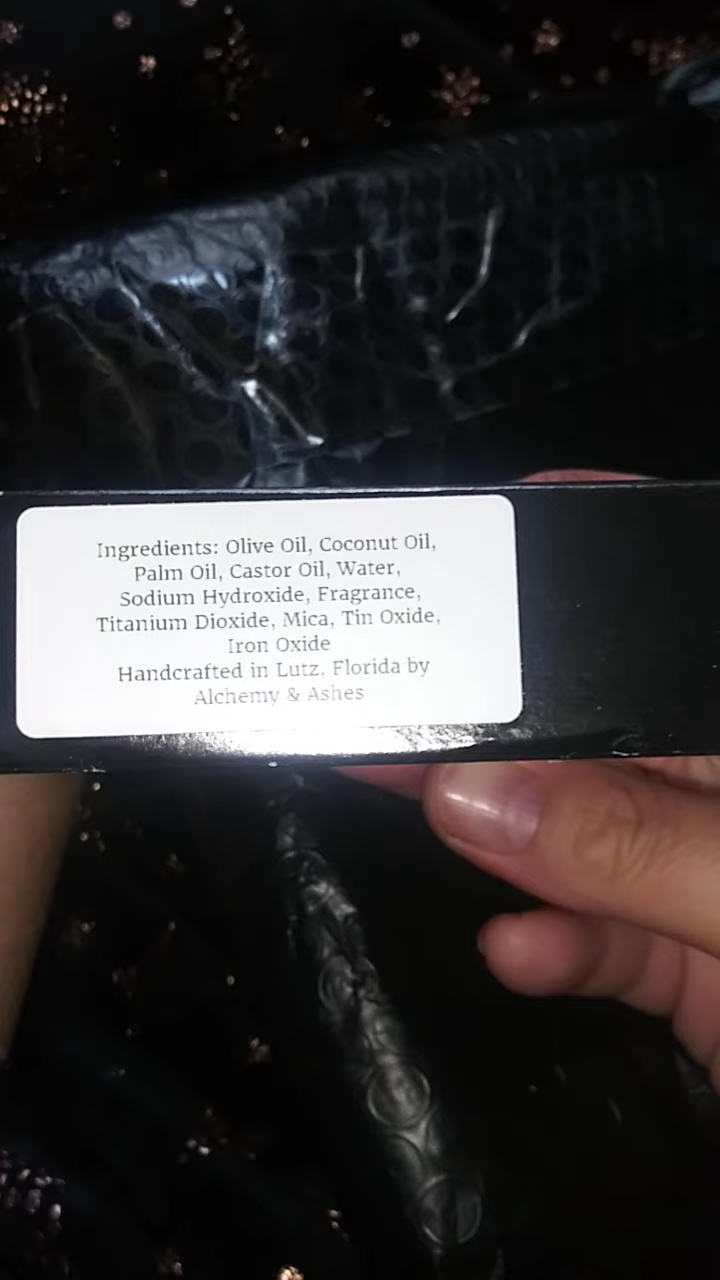 Ingredients: Olive Oil, Coconut Oil,
Palm Oil, Castor Oil, Water,
Sodium Hydroxide, Fragrance,
Titanium Dioxide, Mica, Tin Oxide,
Iron Oxide
Handcrafted in Lutz, Florida by
Alchemy & Ashes